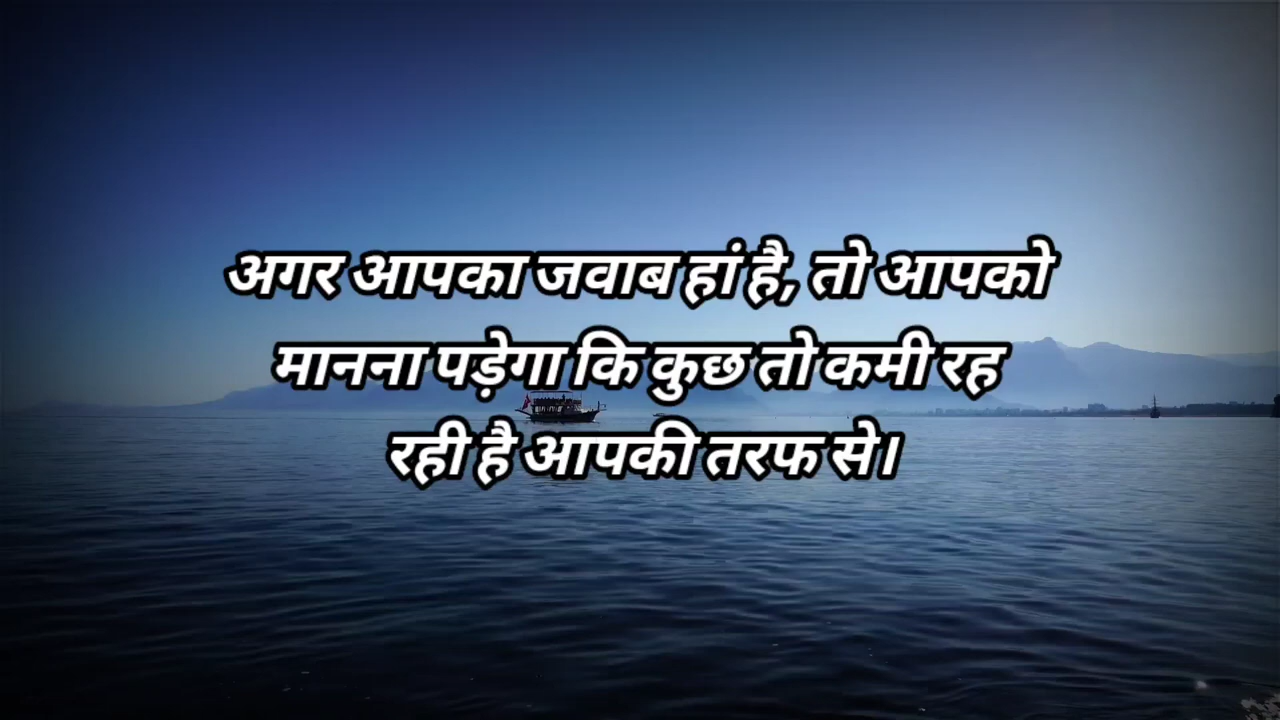 अगर आपका जवाब हां है, तो आपको
मानना पड़ेगा कि कुछ तो कमी रह
रही है आपकी तरफ से।